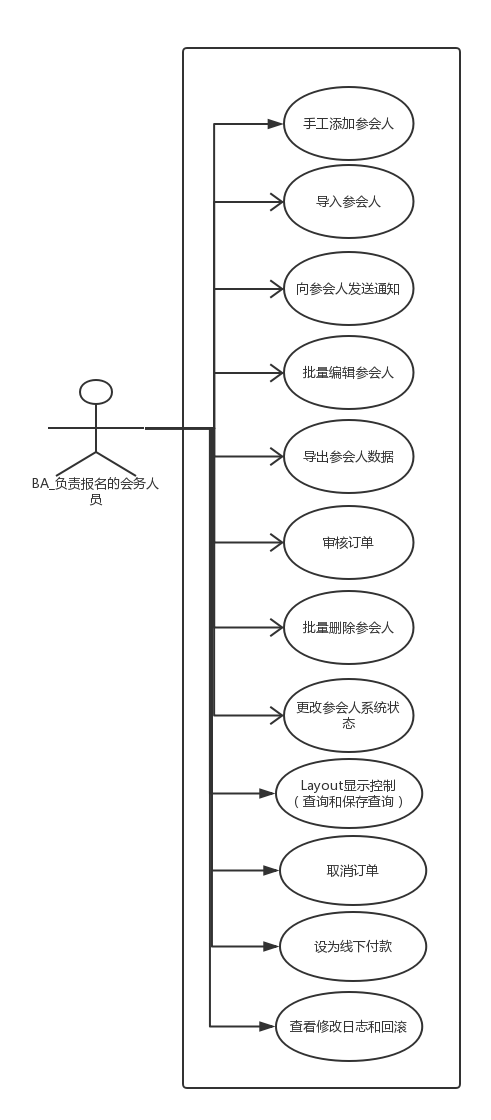 手工添加参会人
导入参会人
向参会人发送通知
批量编辑参会人
导出参会人数据
BA_负责报名的会务人
员
审核订单
批量删除参会人
更改参会人系统状
态
Layout显示控制
（查询和保存查询）
取消订单
设为线下付款
查看修改日志和回滚